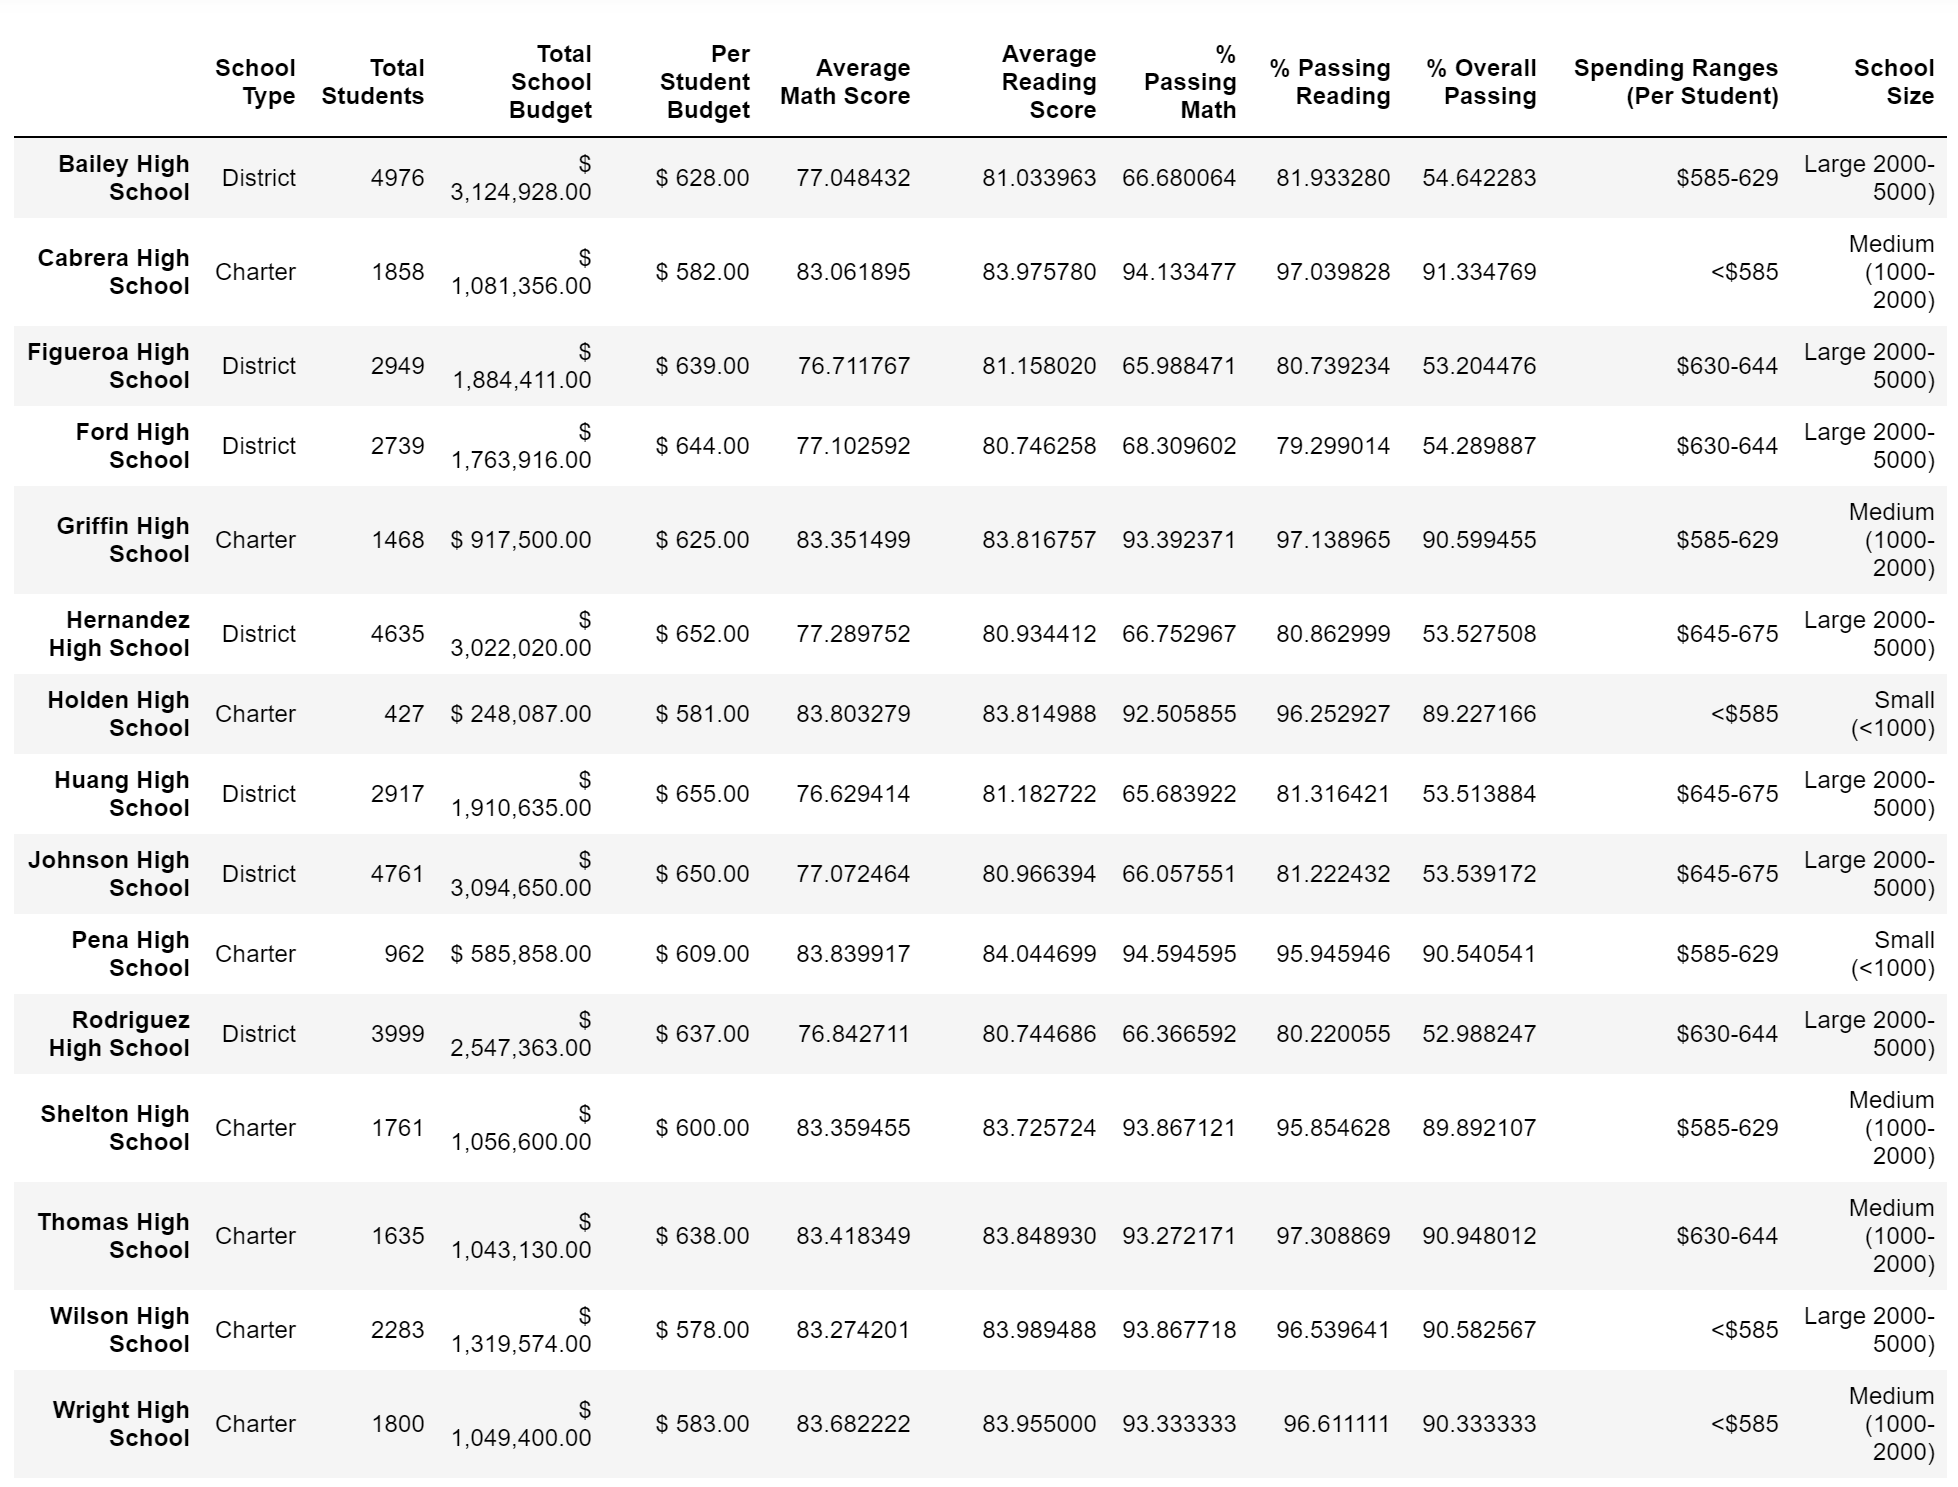 School Type Total Students Total School Budget Per Student Budget Average Math Score Average Reading Score % Passing Math % Passing Reading % Overall Passing Spending Ranges (Per Student) School Size
Bailey High School District 4976 $ 3,124,928.00 $ 628.00 77.048432 81.033963 66.680064 81.933280 54.642283 $585-629 Large 2000-5000)
Cabrera High School Charter 1858 $ 1,081,356.00 $ 582.00 83.061895 83.975780 94.133477 97.039828 91.334769 <$585 Medium (1000-2000)
Figueroa High School District 2949 $ 1,884,411.00 $ 639.00 76.711767 81.158020 65.988471 80.739234 53.204476 $630-644 Large 2000-5000)
Ford High School District 2739 $ 1,763,916.00 $ 644.00 77.102592 80.746258 68.309602 79.299014 54.289887 $630-644 Large 2000-5000)
Griffin High School Charter 1468 $ 917,500.00 $ 625.00 83.351499 83.816757 93.392371 97.138965 90.599455 $585-629 Medium (1000-2000)
Hernandez High School District 4635 $ 3,022,020.00 $ 652.00 77.289752 80.934412 66.752967 80.862999 53.527508 $645-675 Large 2000-5000)
Holden High School Charter 427 $ 248,087.00 $ 581.00 83.803279 83.814988 92.505855 96.252927 89.227166 <$585 Small (<1000)
Huang High School District 2917 $ 1,910,635.00 $ 655.00 76.629414 81.182722 65.683922 81.316421 53.513884 $645-675 Large 2000-5000)
Johnson High School District 4761 $ 3,094,650.00 $ 650.00 77.072464 80.966394 66.057551 81.222432 53.539172 $645-675 Large 2000-5000)
Pena High School Charter 962 $ 585,858.00 $ 609.00 83.839917 84.044699 94.594595 95.945946 90.540541 $585-629 Small (<1000)
Rodriguez High School District 3999 $ 2,547,363.00 $ 637.00 76.842711 80.744686 66.366592 80.220055 52.988247 $630-644 Large 2000-5000)
Shelton High School Charter 1761 $ 1,056,600.00 $ 600.00 83.359455 83.725724 93.867121 95.854628 89.892107 $585-629 Medium (1000-2000)
Thomas High School Charter 1635 $ 1,043,130.00 $ 638.00 83.418349 83.848930 93.272171 97.308869 90.948012 $630-644 Medium (1000-2000)
Wilson High School Charter 2283 $ 1,319,574.00 $ 578.00 83.274201 83.989488 93.867718 96.539641 90.582567 <$585 Large 2000-5000)
Wright High School Charter 1800 $ 1,049,400.00 $ 583.00 83.682222 83.955000 93.333333 96.611111 90.333333 <$585 Medium (1000-2000)